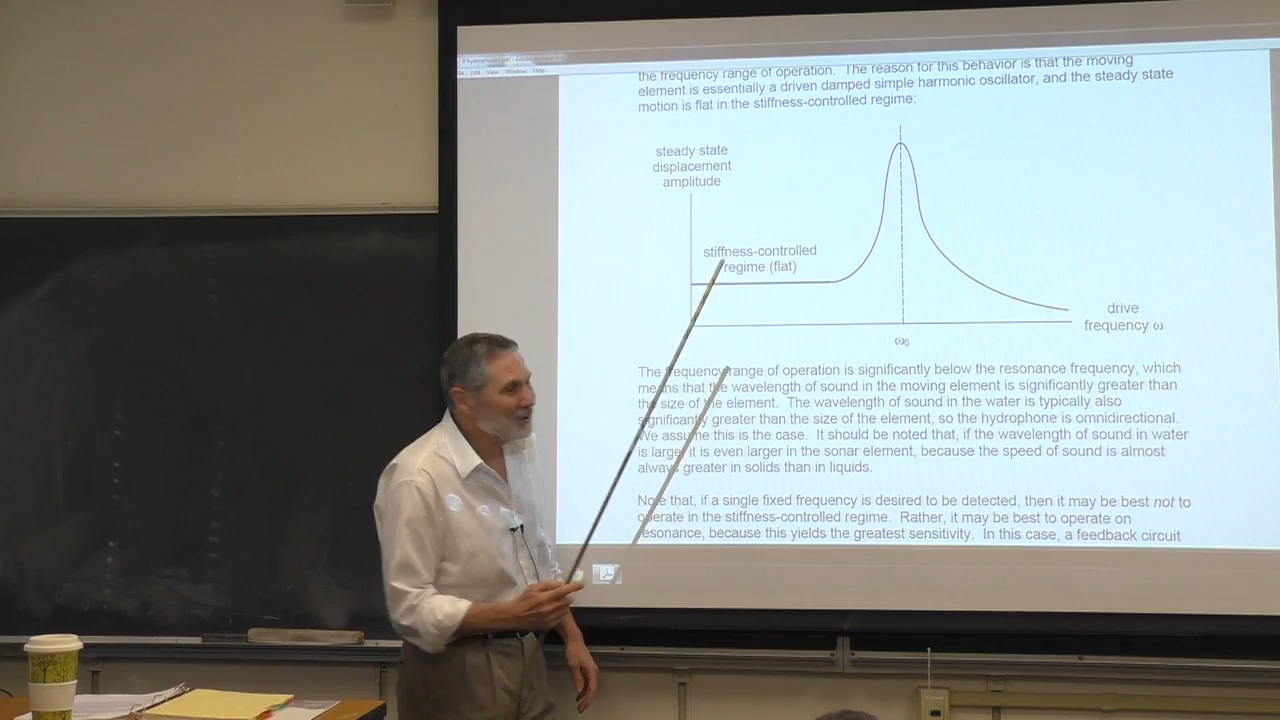 Edit View Window Help
the frequency range of operation. The reason for this behavior is that the moving
element is essentially a driven damped simple harmonic oscillator, and the steady state
motion is flat in the stiffness-controlled regime:
steady state
displacement
amplitude
stiffness-controlled
regime (flat)
drive
frequency ω
ω₀
The frequency range of operation is significantly below the resonance frequency, which
means that the wavelength of sound in the moving element is significantly greater than
the size of the element. The wavelength of sound in the water is typically also
significantly greater than the size of the element, so the hydrophone is omnidirectional.
We assume this is the case. It should be noted that, if the wavelength of sound in water
is large, it is even larger in the sonar element, because the speed of sound is almost
always greater in solids than in liquids.
Note that, if a single fixed frequency is desired to be detected, then it may be best not to
operate in the stiffness-controlled regime. Rather, it may be best to operate on
resonance, because this yields the greatest sensitivity. In this case, a feedback circuit